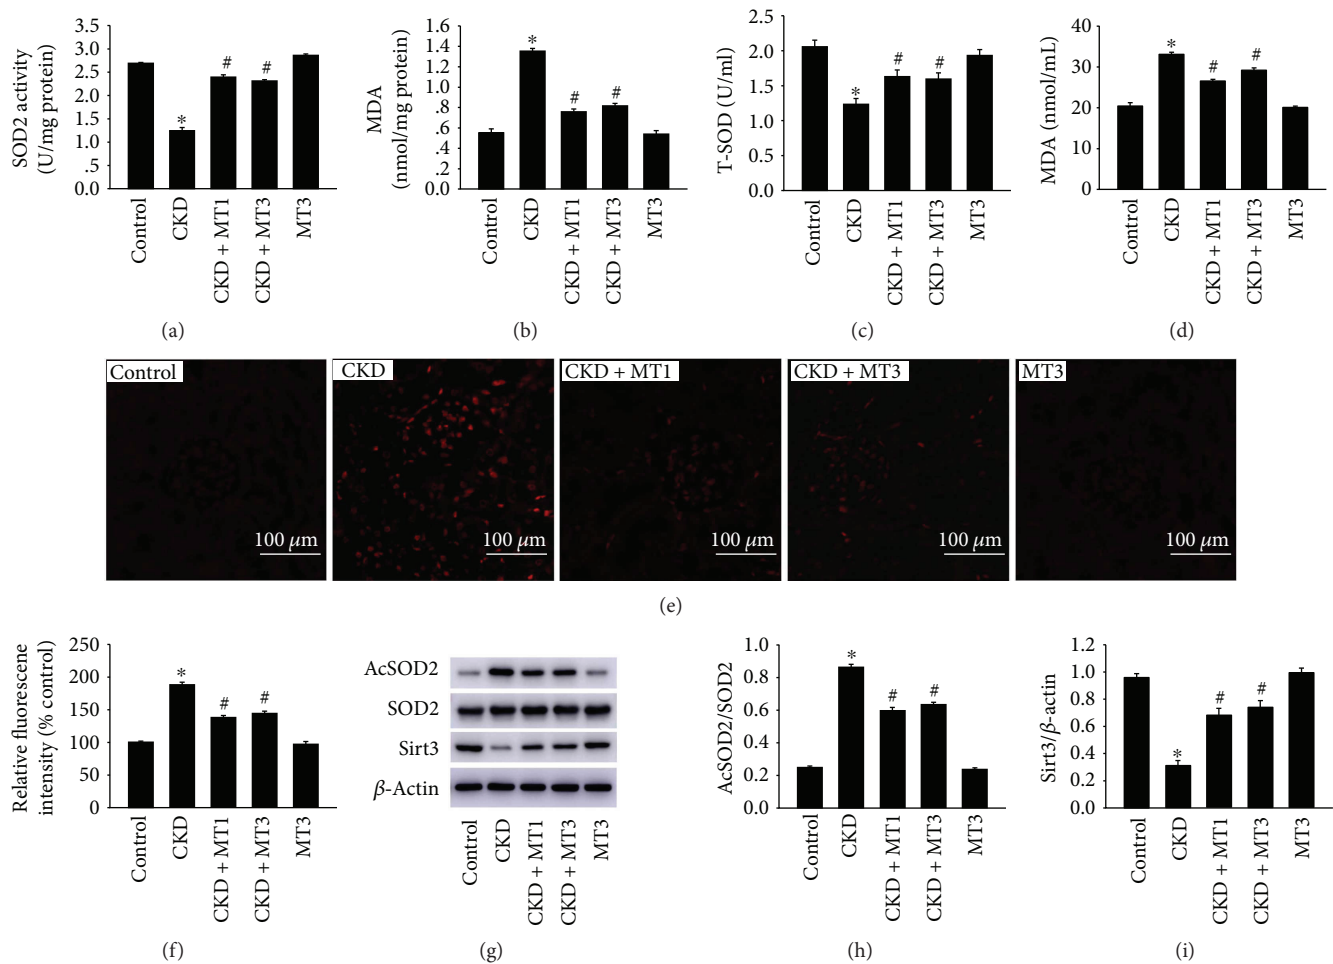 SOD2 activity
(U/mg protein)
3.5
3.0
2.5
2.0
1.5
1.0
0.5
0.0
*
#
#
Control
CKD
CKD + MT1
CKD + MT3
MT3
(a)
MDA
(nmol/mg protein)
1.6
1.4
1.2
1.0
.8
.6
.4
.2
0.0
*
#
#
Control
CKD
CKD + MT1
CKD + MT3
MT3
(b)
T-SOD (U/ml)
2.5
2.0
1.5
1.0
0.5
0.0
*
#
#
Control
CKD
CKD + MT1
CKD + MT3
MT3
(c)
MDA (nmol/mL)
40
30
20
10
0
*
#
#
Control
CKD
CKD + MT1
CKD + MT3
MT3
(d)
Control
100 μm
CKD
100 μm
CKD + MT1
100 μm
CKD + MT3
100 μm
MT3
100 μm
(e)
Relative fluorescene
intensity (% control)
250
200
150
100
50
0
*
#
#
Control
CKD
CKD + MT1
CKD + MT3
MT3
(f)
AcSOD2
SOD2
Sirt3
β-Actin
Control
CKD
CKD + MT1
CKD + MT3
MT3
(g)
AcSOD2/SOD2
1.0
0.8
0.6
0.4
0.2
0.0
*
#
#
Control
CKD
CKD + MT1
CKD + MT3
MT3
(h)
Sirt3/β-actin
1.2
1.0
0.8
0.6
0.4
0.2
0.0
*
#
#
Control
CKD
CKD + MT1
CKD + MT3
MT3
(i)